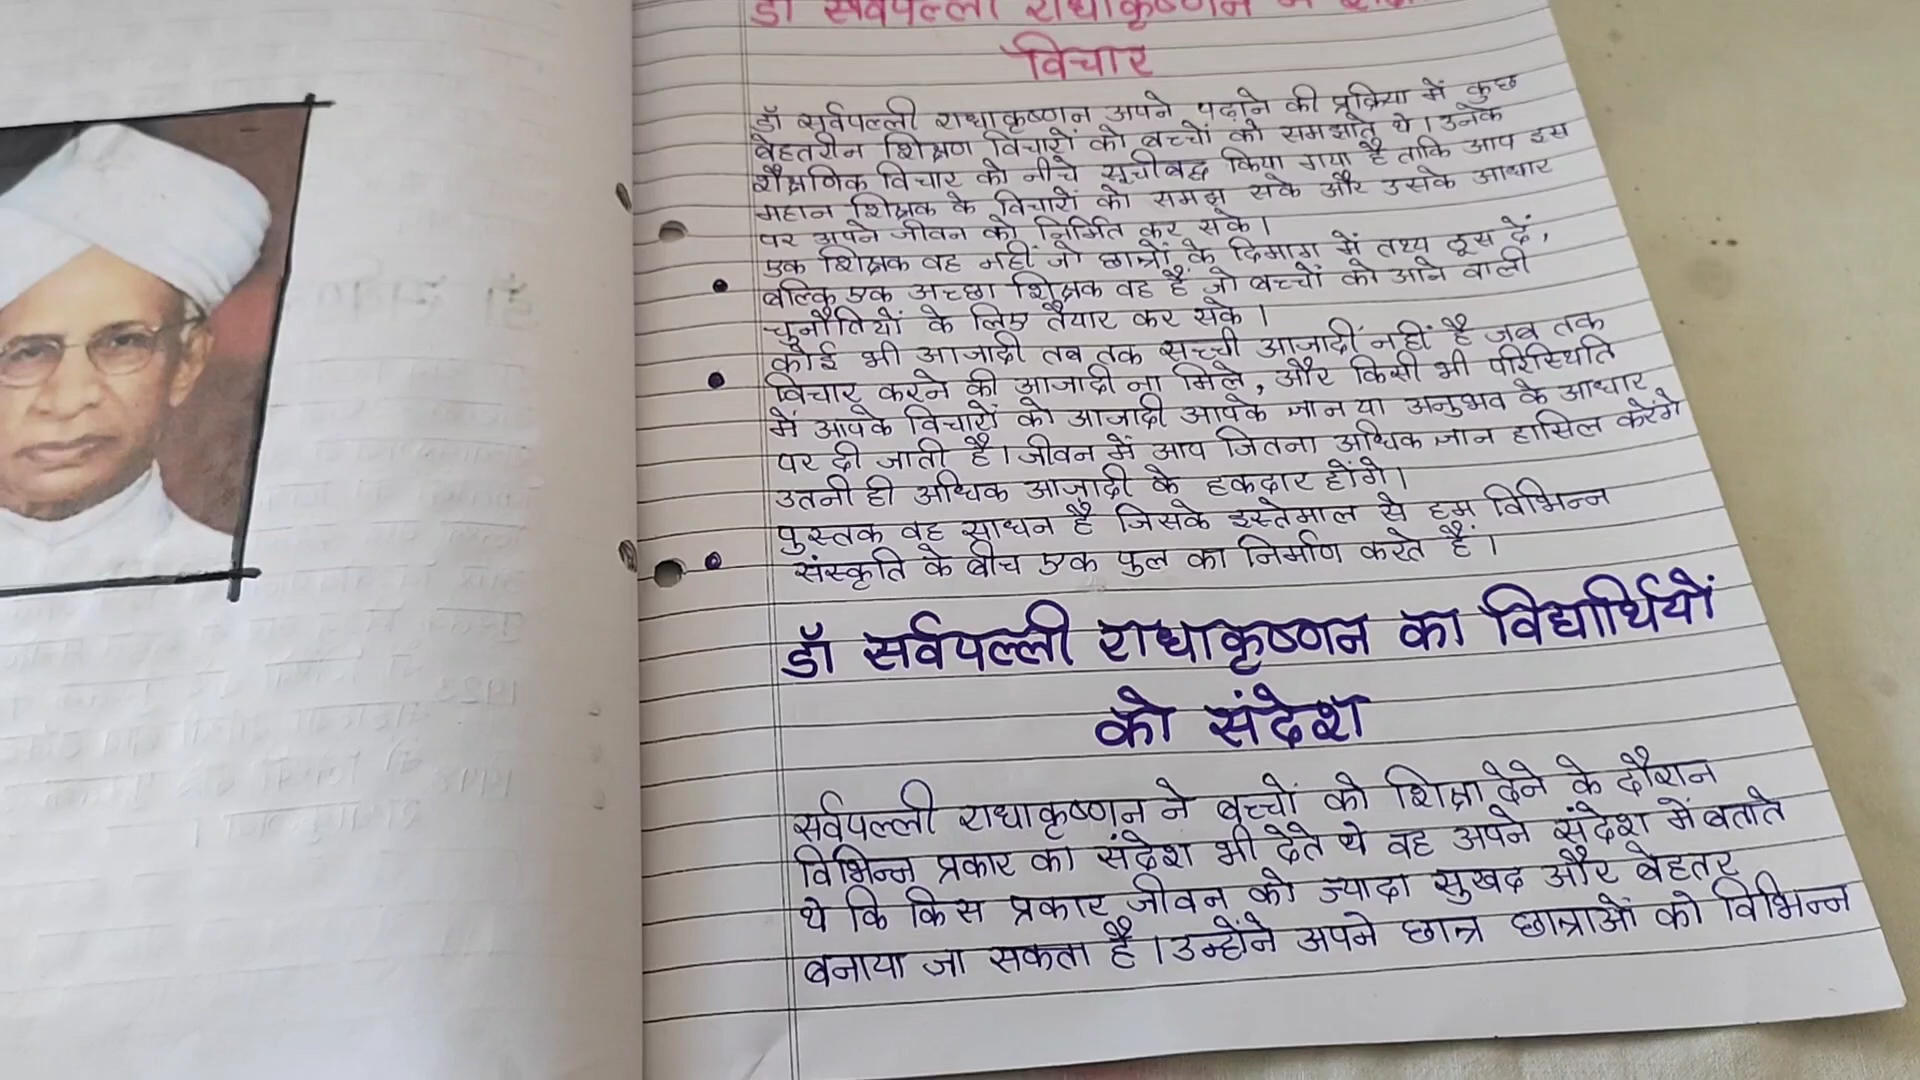 डॉ सर्वपल्ली राधाकृष्णन
विचार
डॉ सर्वपल्ली राधाकृष्णन अपने पढ़ाने की प्रक्रिया में कुछ
बेहतरीन शिक्षण विचारों को बच्चों को समझाते थे। उनके
शैक्षणिक विचार को नीचे सूचीबद्ध किया गया है ताकि आप इस
महान शिक्षक के विचारों को समझ सके और उसके आधार
पर अपने जीवन को निर्मित कर सके।
एक शिक्षक वह नहीं जो छात्रों के दिमाग में तथ्य ठूस दें,
• बल्कि एक अच्छा शिक्षक वह है जो बच्चों को आने वाली
चुनौतियों के लिए तैयार कर सके।
कोई भी आजादी तब तक सच्ची आजादी नहीं है जब तक
• विचार करने की आजादी ना मिले, और किसी भी परिस्थिति
में आपके विचारों को आजादी आपके ज्ञान या अनुभव के आधार
पर दी जाती है। जीवन में आप जितना अधिक ज्ञान हासिल करेंगे
उतनी ही अधिक आज़ादी के हकदार होंगे।
पुस्तक वह साधन है जिसके इस्तेमाल से हम विभिन्न
• संस्कृति के बीच एक पुल का निर्माण करते हैं।
डॉ सर्वपल्ली राधाकृष्णन का विद्यार्थियों
को संदेश
सर्वपल्ली राधाकृष्णन ने बच्चों को शिक्षा देने के दौरान
विभिन्न प्रकार का संदेश भी देते थे वह अपने संदेश में बताते
थे कि किस प्रकार जीवन को ज्यादा सुखद और बेहतर
बनाया जा सकता है। उन्होंने अपने छात्र छात्राओं को विभिन्न